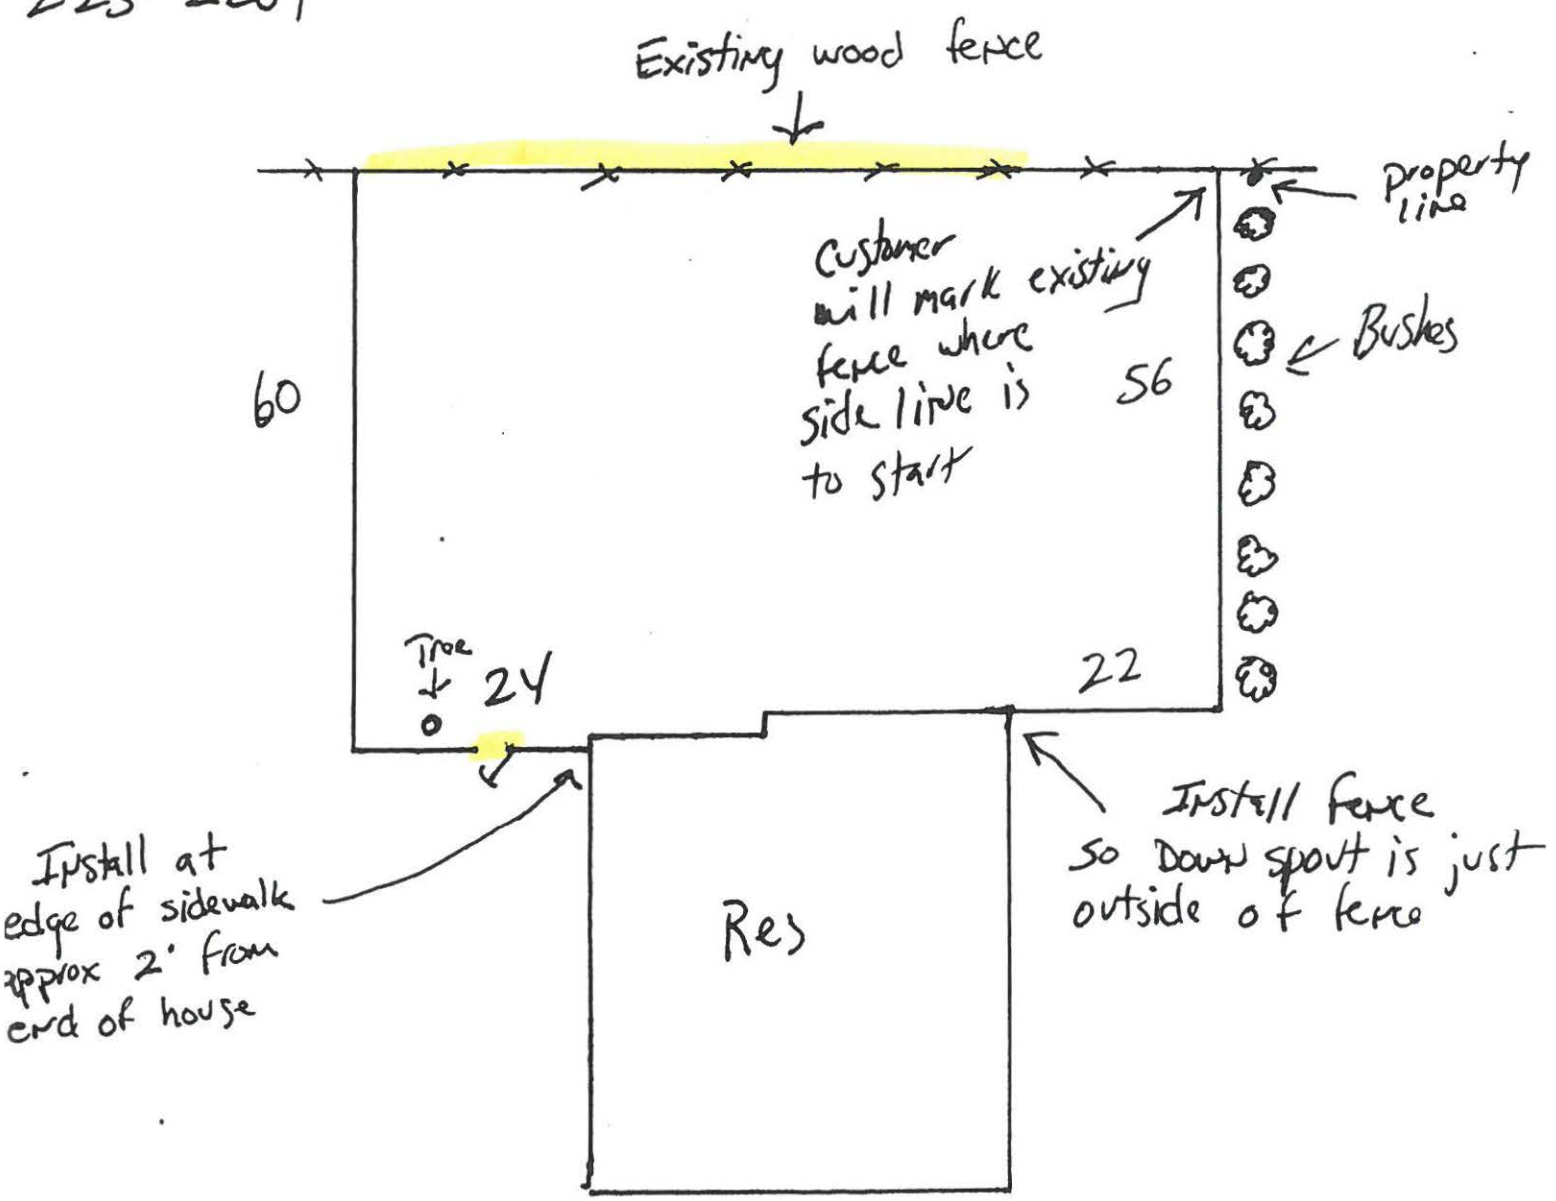 Existing wood fence
property
line
Customer
will mark existing
fence where
side line is
to start
60
56
Bushes
Tree
24
22
Install at
edge of sidewalk
approx 2' from
end of house
Install fence
so Down spout is just
outside of fence
Res